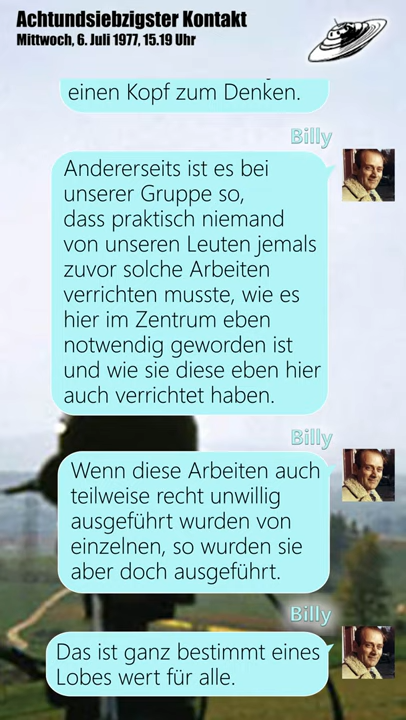 Achtundsiebzigster Kontakt
Mittwoch, 6. Juli 1977, 15.19 Uhr
einen Kopf zum Denken.
Billy
Andererseits ist es bei
unserer Gruppe so,
dass praktisch niemand
von unseren Leuten jemals
zuvor solche Arbeiten
verrichten musste, wie es
hier im Zentrum eben
notwendig geworden ist
und wie sie diese eben hier
auch verrichtet haben.
Billy
Wenn diese Arbeiten auch
teilweise recht unwillig
ausgeführt wurden von
einzelnen, so wurden sie
aber doch ausgeführt.
Billy
Das ist ganz bestimmt eines
Lobes wert für alle.